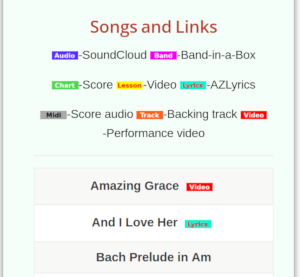 Songs and Links
Audio-SoundCloud Band-Band-in-a-Box
Chart-Score Lesson-Video Lyrics-AZLyrics
Midi-Score audio Track-Backing track Video
-Performance video
Amazing Grace Video
And I Love Her Lyrics
Bach Prelude in Am